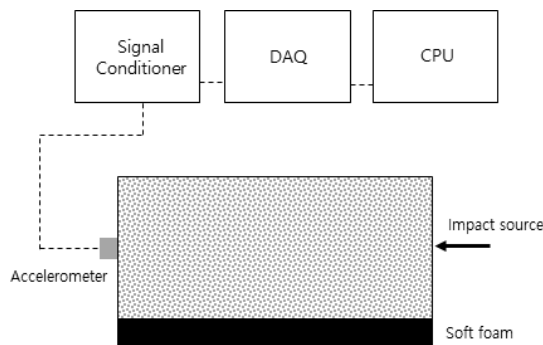 Signal
Conditioner
DAQ
CPU
Impact source
Accelerometer
Soft foam